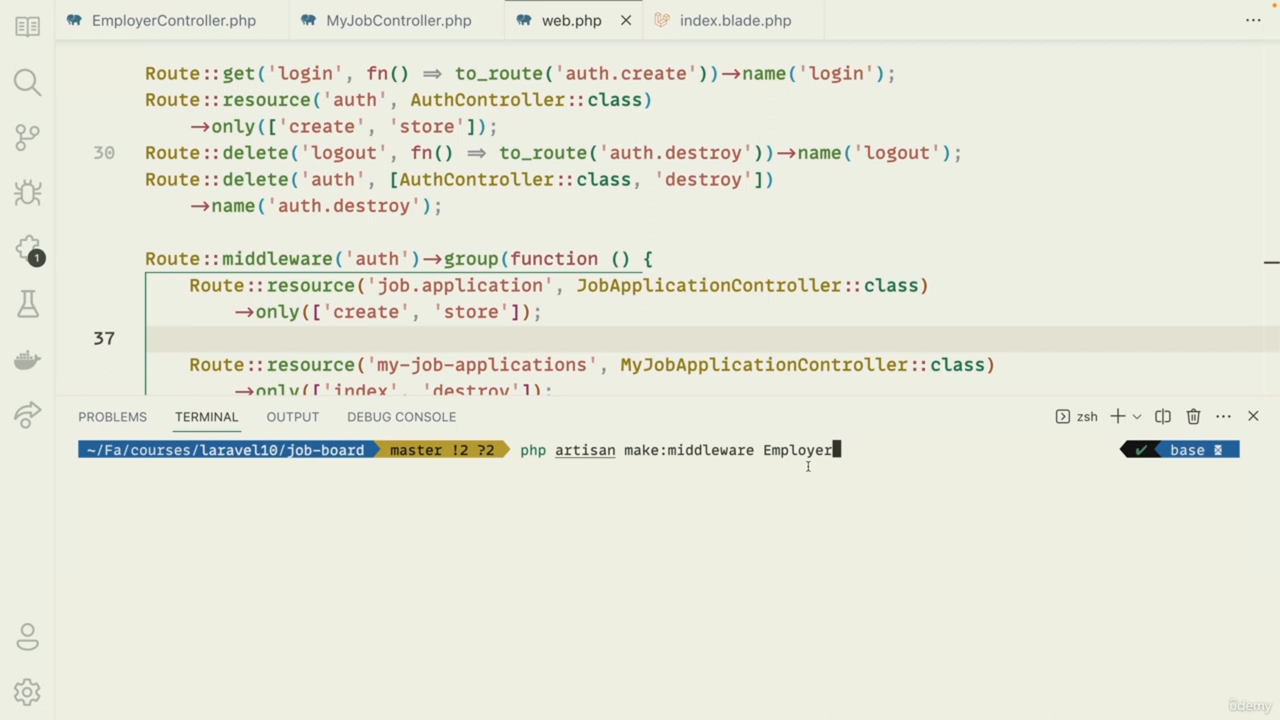 EmployerController.php MyJobController.php web.php index.blade.php
Route::get('login', fn() => to_route('auth.create'))->name('login');
Route::resource('auth', AuthController::class)
->only(['create', 'store']);
30 Route::delete('logout', fn() => to_route('auth.destroy'))->name('logout');
Route::delete('auth', [AuthController::class, 'destroy'])
->name('auth.destroy');
Route::middleware('auth')->group(function () {
Route::resource('job.application', JobApplicationController::class)
->only(['create', 'store']);
37
Route::resource('my-job-applications', MyJobApplicationController::class)
->only(['index', 'destroy']);
1
PROBLEMS TERMINAL OUTPUT DEBUG CONSOLE zsh
~/Fa/courses/laravel10/job-board master !2 ?2 php artisan make:middleware Employer ✔ base
ûdemy